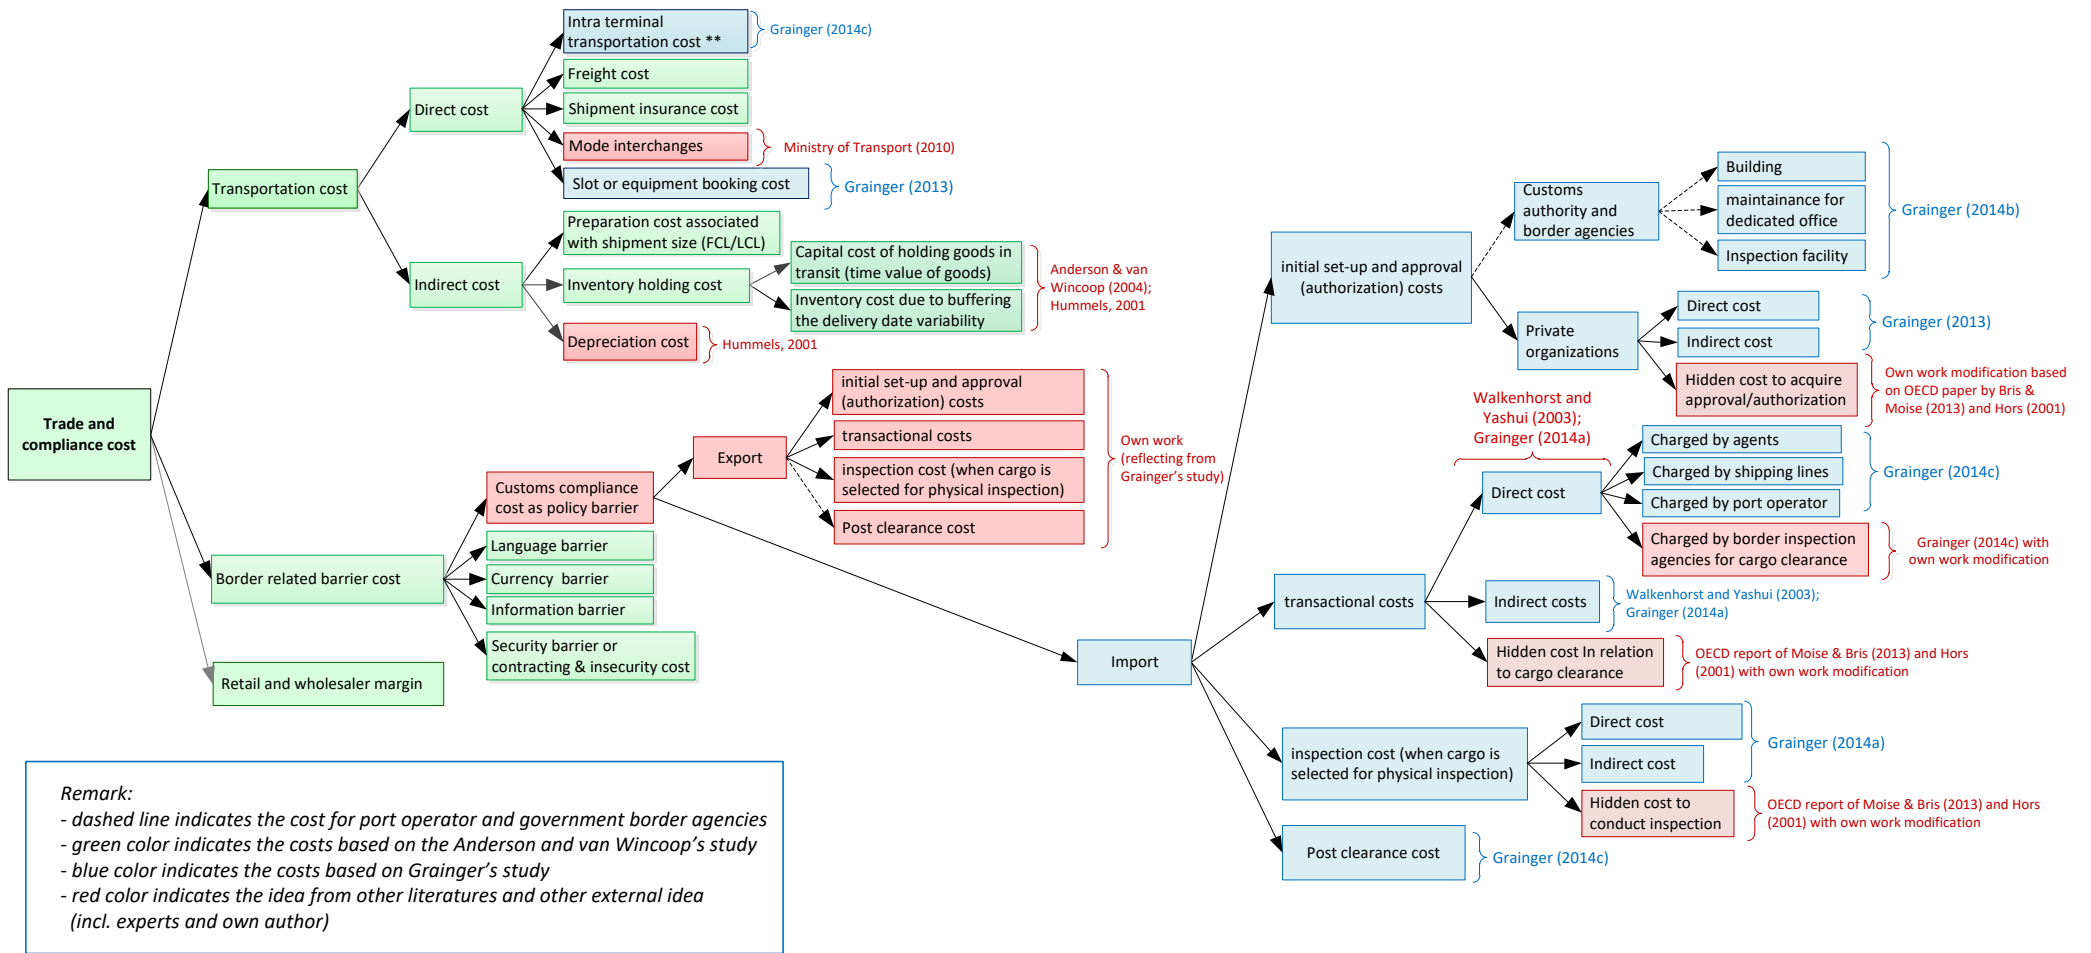 Intra terminal
transportation cost **
Grainger (2014c)
Freight cost
Shipment insurance cost
Direct cost
Mode interchanges
Ministry of Transport (2010)
Slot or equipment booking cost
Grainger (2013)
Transportation cost
Preparation cost associated
with shipment size (FCL/LCL)
Indirect cost
Inventory holding cost
Capital cost of holding goods in
transit (time value of goods)
Inventory cost due to buffering
the delivery date variability
Anderson & van
Wincoop (2004);
Hummels, 2001
Depreciation cost
Hummels, 2001
Trade and
compliance cost
Export
initial set-up and approval
(authorization) costs
transactional costs
inspection cost (when cargo is
selected for physical inspection)
Post clearance cost
Own work
(reflecting from
Grainger's study)
Customs compliance
cost as policy barrier
Language barrier
Currency  barrier
Information barrier
Security barrier or
contracting & insecurity cost
Border related barrier cost
Retail and wholesaler margin
Import
initial set-up and approval
(authorization) costs
Customs
authority and
border agencies
Building
maintainance for
dedicated office
Inspection facility
Grainger (2014b)
Private
organizations
Direct cost
Indirect cost
Grainger (2013)
Hidden cost to acquire
approval/authorization
Own work modification based
on OECD paper by Bris &
Moise (2013) and Hors (2001)
Walkenhorst and
Yashui (2003);
Grainger (2014a)
Direct cost
Charged by agents
Charged by shipping lines
Charged by port operator
Grainger (2014c)
Charged by border inspection
agencies for cargo clearance
Grainger (2014c) with
own work modification
transactional costs
Indirect costs
Walkenhorst and Yashui (2003);
Grainger (2014a)
Hidden cost In relation
to cargo clearance
OECD report of Moise & Bris (2013) and Hors
(2001) with own work modification
inspection cost (when cargo is
selected for physical inspection)
Direct cost
Indirect cost
Grainger (2014a)
Hidden cost to
conduct inspection
OECD report of Moise & Bris (2013) and Hors
(2001) with own work modification
Post clearance cost
Grainger (2014c)
Remark:
- dashed line indicates the cost for port operator and government border agencies
- green color indicates the costs based on the Anderson and van Wincoop's study
- blue color indicates the costs based on Grainger's study
- red color indicates the idea from other literatures and other external idea
(incl. experts and own author)